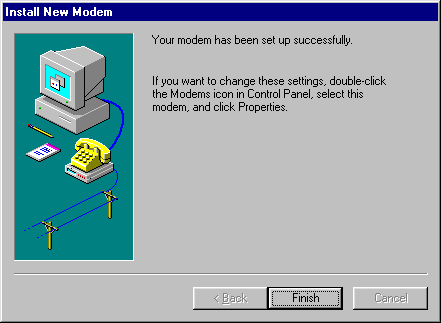 Install New Modem
Your modem has been set up successfully.
If you want to change these settings, double-click
the Modems icon in Control Panel, select this
modem, and click Properties.
< Back
Finish
Cancel